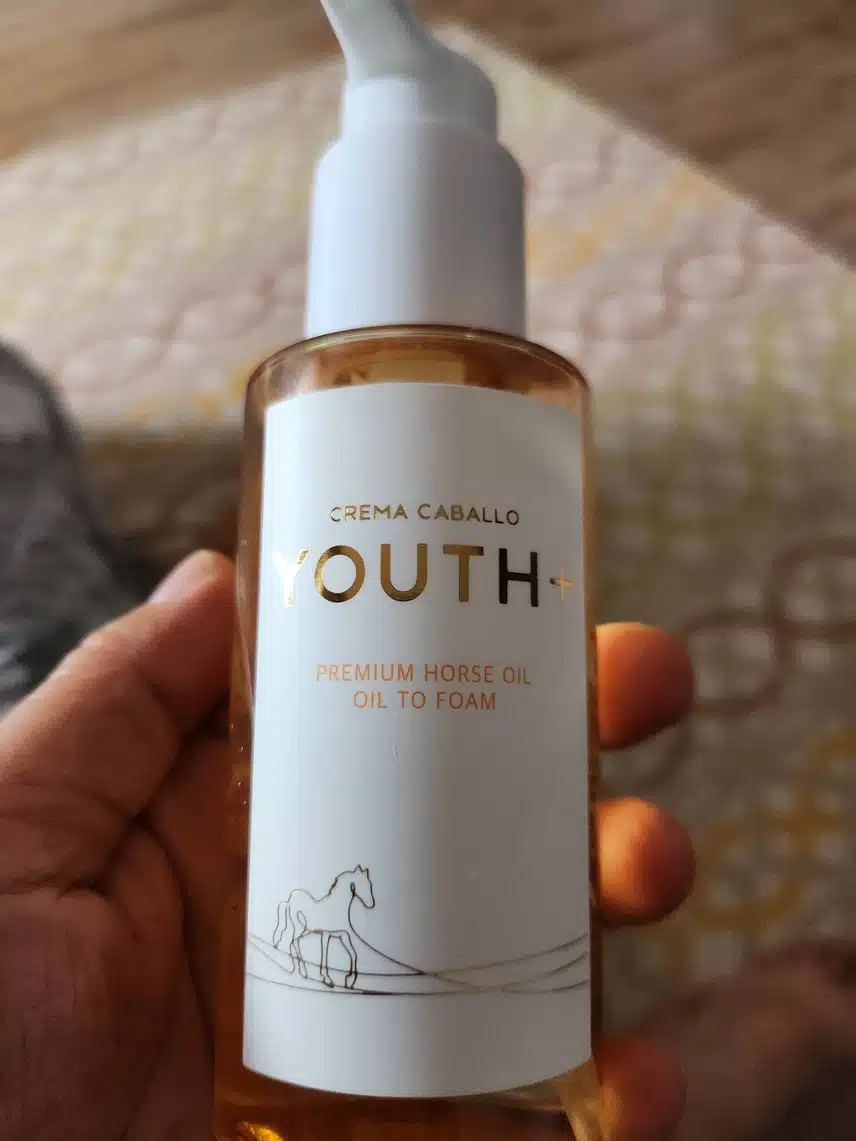 CREMA CABALLO
YOUTH+
PREMIUM HORSE OIL
OIL TO FOAM